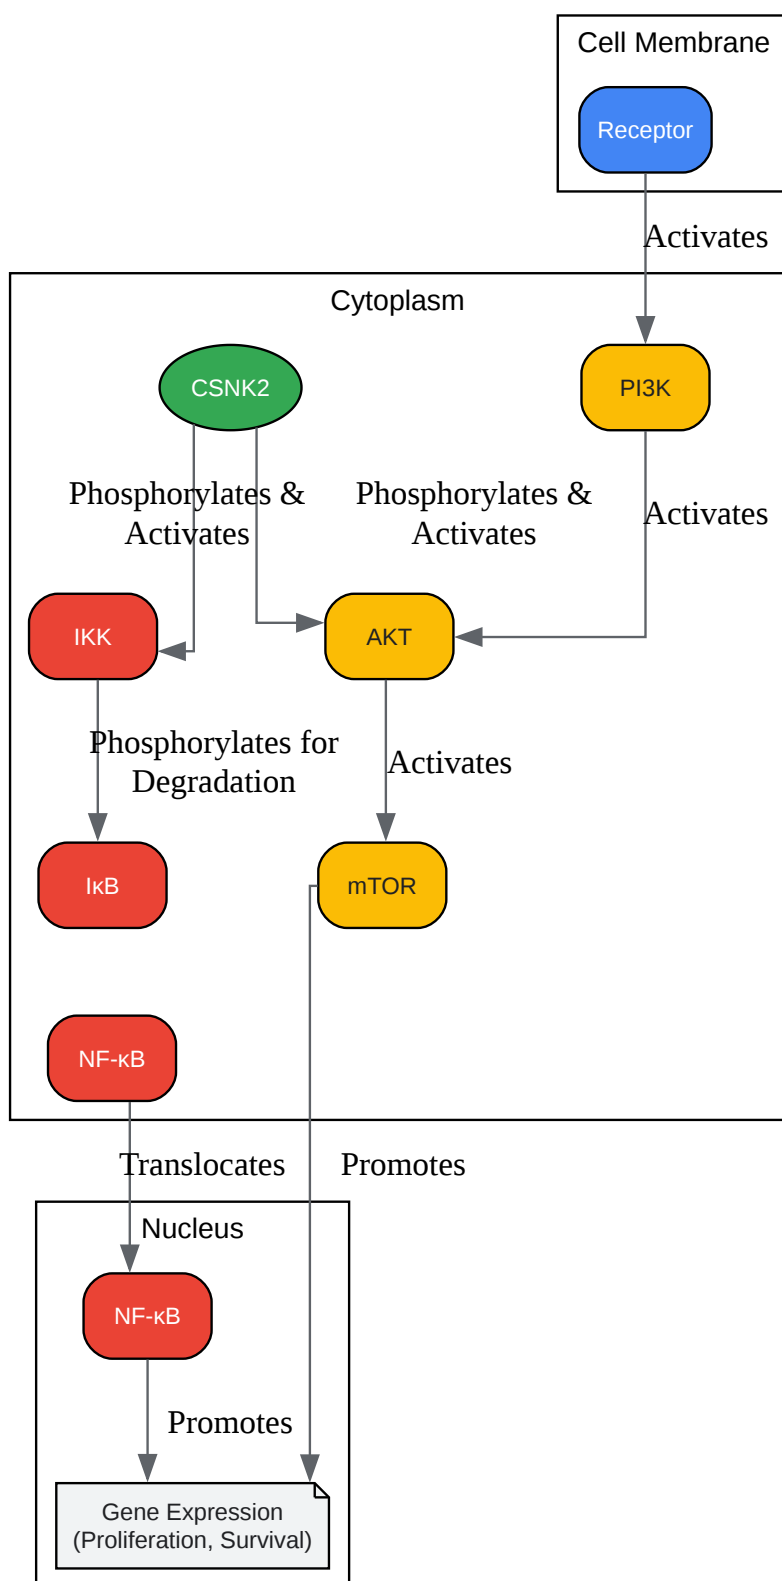 Cell Membrane
Receptor
Activates
Cytoplasm
CSNK2
PI3K
Phosphorylates &
Activates
Phosphorylates &
Activates
Activates
IKK
AKT
Phosphorylates for
Degradation
Activates
IκB
mTOR
NF-κB
Translocates
Promotes
Nucleus
NF-κB
Promotes
Gene Expression
(Proliferation, Survival)